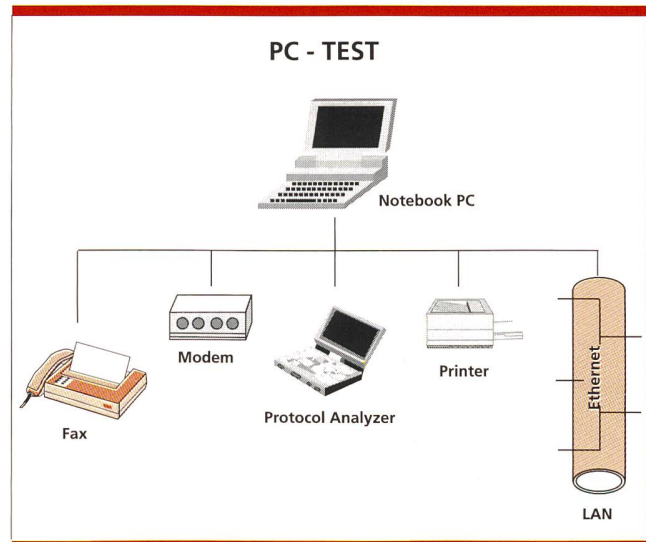 PC - TEST
Notebook PC
Modem
Printer
Ethernet
Protocol Analyzer
Fax
LAN